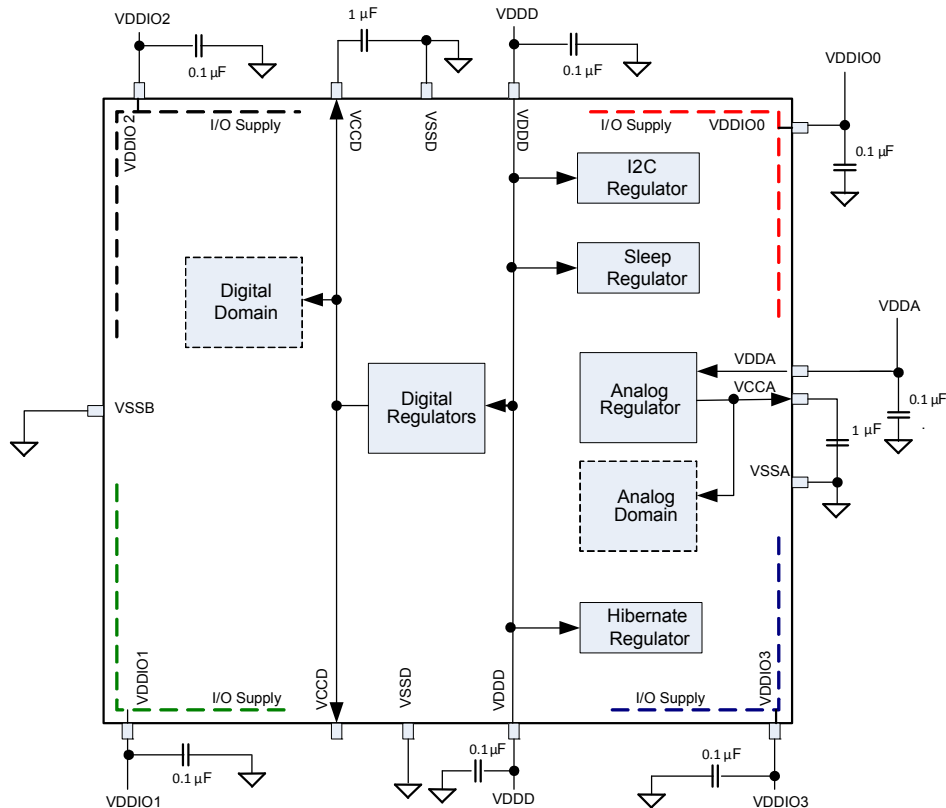 VDDIO2
1 µF
VDDD
0.1 µF
0.1 µF
VDDIO0
0.1 µF
I/O Supply
I/O Supply
VDDIO0
VDDIO2
VCCD
VSSD
VDDD
I2C
Regulator
Sleep
Regulator
Digital
Domain
VDDA
VDDA
VCCA
0.1 µF
1 µF
Analog
Regulator
Digital
Regulators
VSSB
VSSA
Analog
Domain
Hibernate
Regulator
VDDIO1
I/O Supply
VCCD
VSSD
VDDD
I/O Supply
VDDIO3
0.1 µF
0.1 µF
0.1 µF
VDDIO1
VDDD
VDDIO3